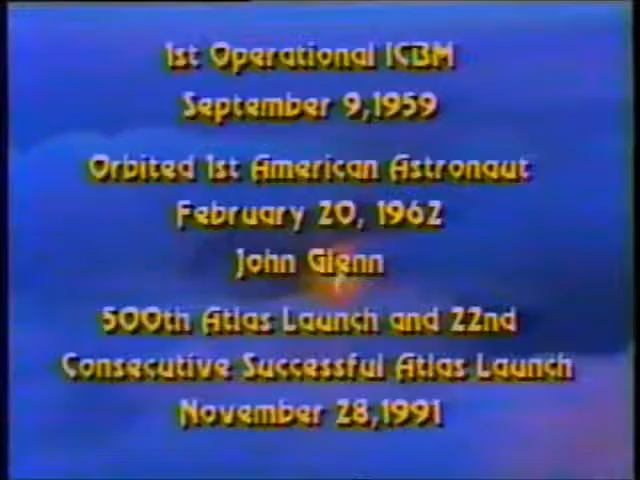 1st Operational ICBM
September 9,1959
Orbited 1st American Astronaut
February 20, 1962
John Glenn
500th Atlas Launch and 22nd
Consecutive Successful Atlas Launch
November 28,1991